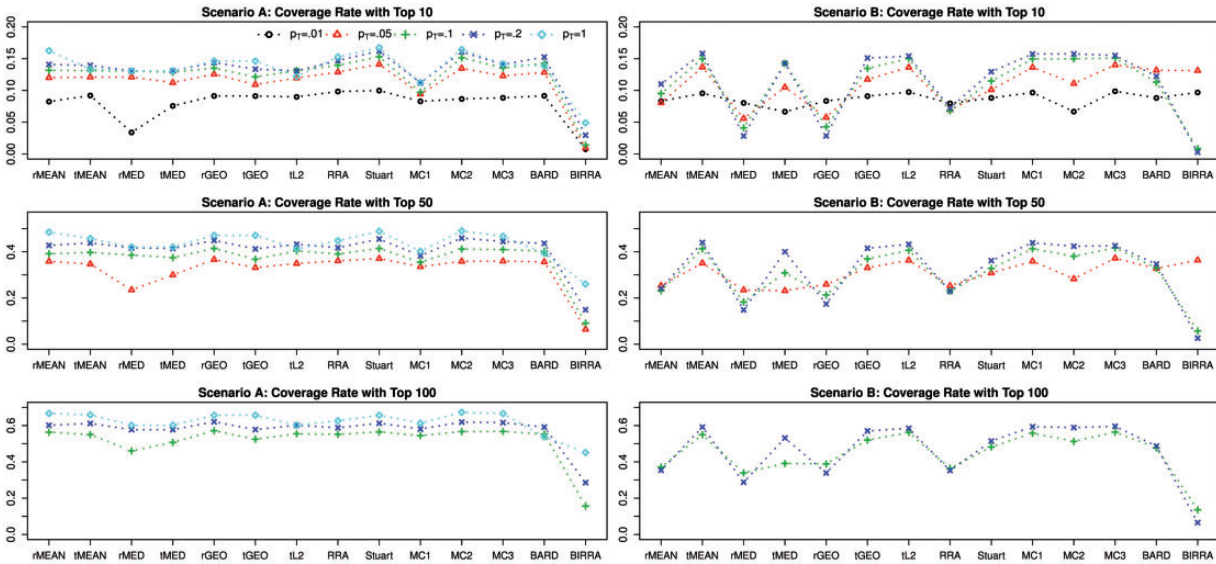 Scenario A: Coverage Rate with Top 10
0.20
0.15
0.10
0.05
0.00
pT=.01 pT=.05 pT=.1 pT=.2 pT=1
rMEAN tMEAN rMED tMED rGEO tGEO tL2 RRA Stuart MC1 MC2 MC3 BARD BIRRA
Scenario B: Coverage Rate with Top 10
0.20
0.15
0.10
0.05
0.00
rMEAN tMEAN rMED tMED rGEO tGEO tL2 RRA Stuart MC1 MC2 MC3 BARD BIRRA
Scenario A: Coverage Rate with Top 50
0.4
0.2
0.0
rMEAN tMEAN rMED tMED rGEO tGEO tL2 RRA Stuart MC1 MC2 MC3 BARD BIRRA
Scenario B: Coverage Rate with Top 50
0.4
0.2
0.0
rMEAN tMEAN rMED tMED rGEO tGEO tL2 RRA Stuart MC1 MC2 MC3 BARD BIRRA
Scenario A: Coverage Rate with Top 100
0.6
0.4
0.2
0.0
rMEAN tMEAN rMED tMED rGEO tGEO tL2 RRA Stuart MC1 MC2 MC3 BARD BIRRA
Scenario B: Coverage Rate with Top 100
0.6
0.4
0.2
0.0
rMEAN tMEAN rMED tMED rGEO tGEO tL2 RRA Stuart MC1 MC2 MC3 BARD BIRRA